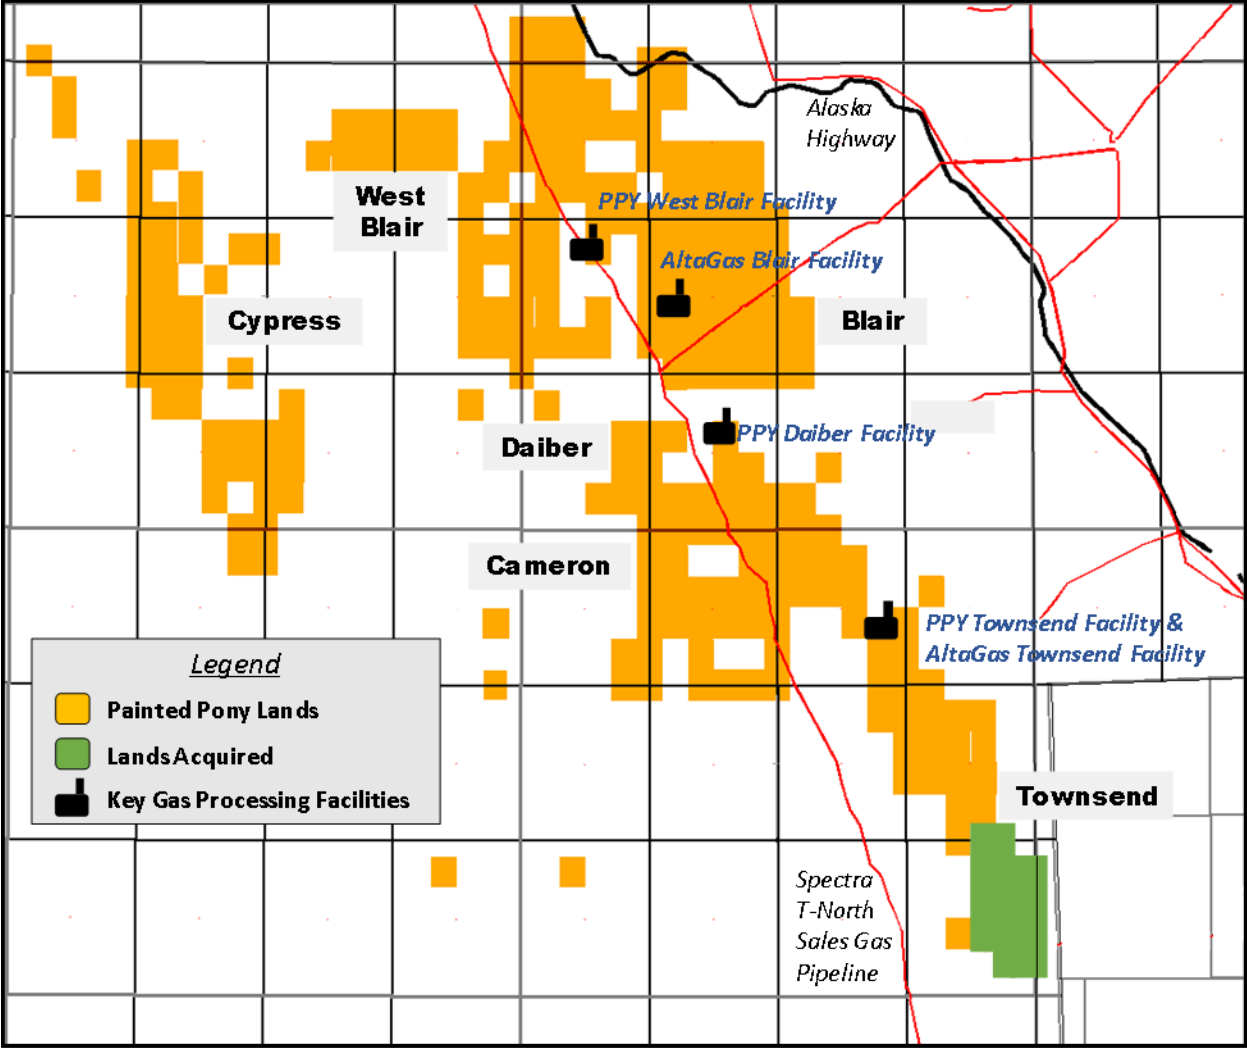 Alaska
Highway
West
Blair
PPY West Blair Facility
AltaGas Blair Facility
Cypress
Blair
Daiber
PPY Daiber Facility
Cameron
PPY Townsend Facility &
AltaGas Townsend Facility
Legend
Painted Pony Lands
Lands Acquired
Key Gas Processing Facilities
Townsend
Spectra
T-North
Sales Gas
Pipeline